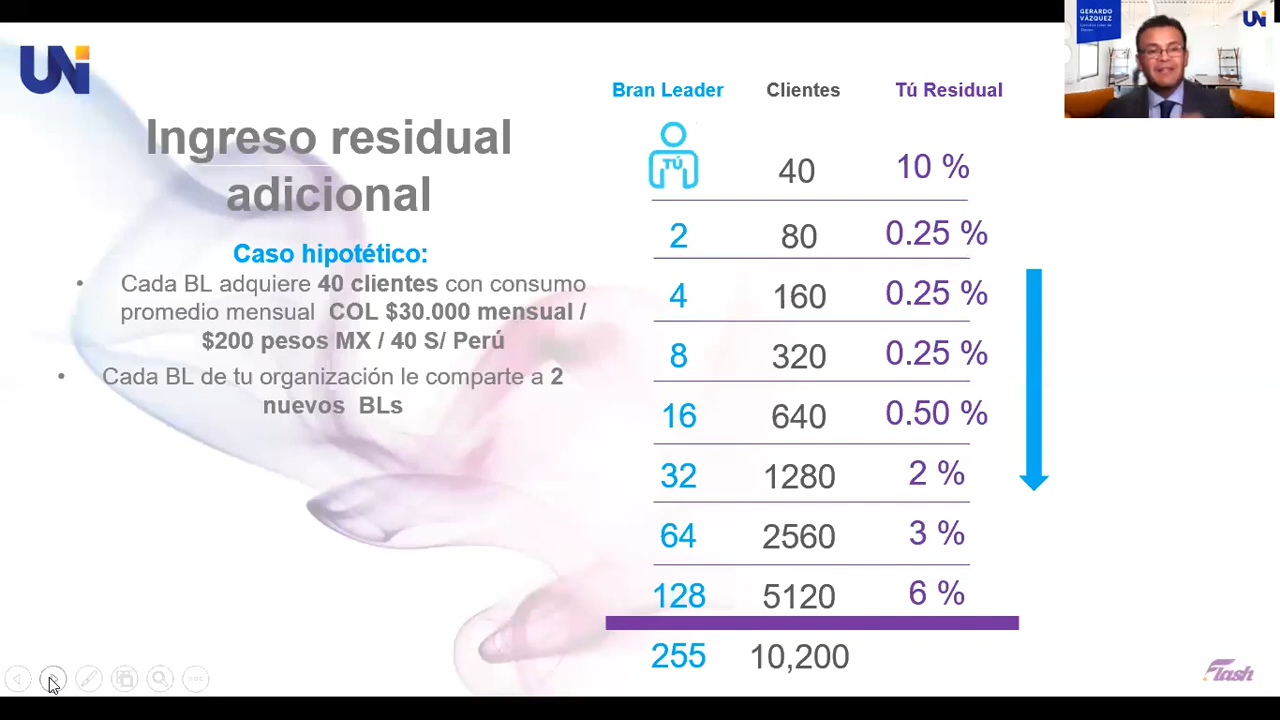 UNi
Ingreso residual
adicional
Caso hipotético:
• Cada BL adquiere 40 clientes con consumo
promedio mensual COL $30.000 mensual /
$200 pesos MX / 40 S/ Perú
• Cada BL de tu organización le comparte a 2
nuevos BLs
Bran Leader Clientes Tú Residual
TÚ 40 10 %
2 80 0.25 %
4 160 0.25 %
8 320 0.25 %
16 640 0.50 %
32 1280 2 %
64 2560 3 %
128 5120 6 %
255 10,200
GERARDO
VÁZQUEZ
UNi
Flash